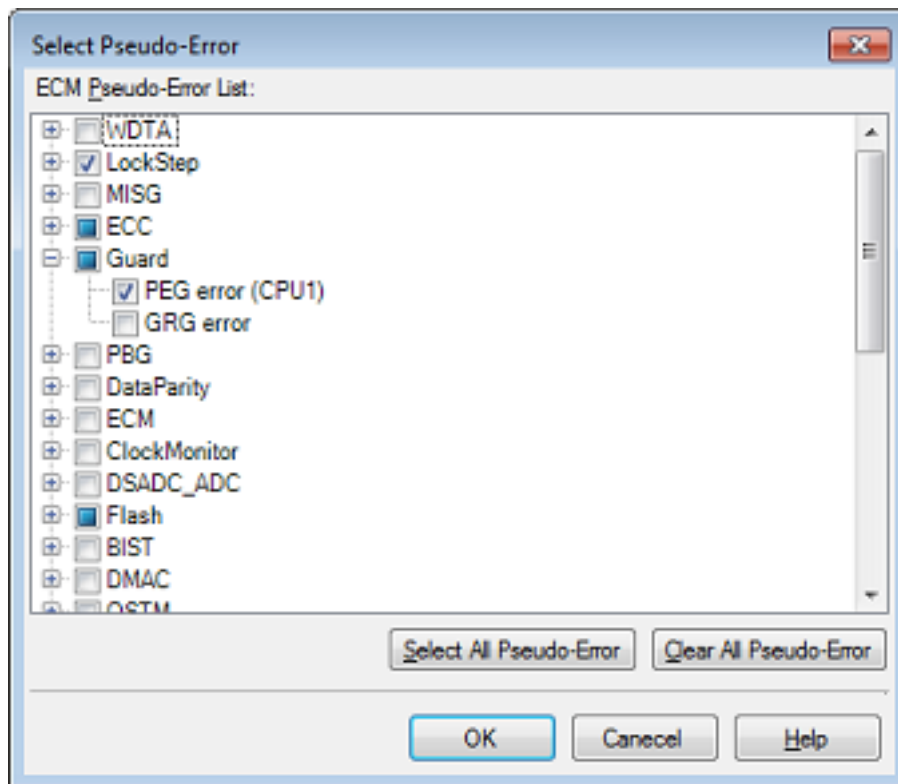 Select Pseudo-Error
ECM Pseudo-Error List:
WDTA
LockStep
MISG
ECC
Guard
PEG error (CPU1)
GRG error
PBG
DataParity
ECM
ClockMonitor
DSADC_ADC
Flash
BIST
DMAC
OSTM
Select All Pseudo-Error Clear All Pseudo-Error
OK Canecel Help